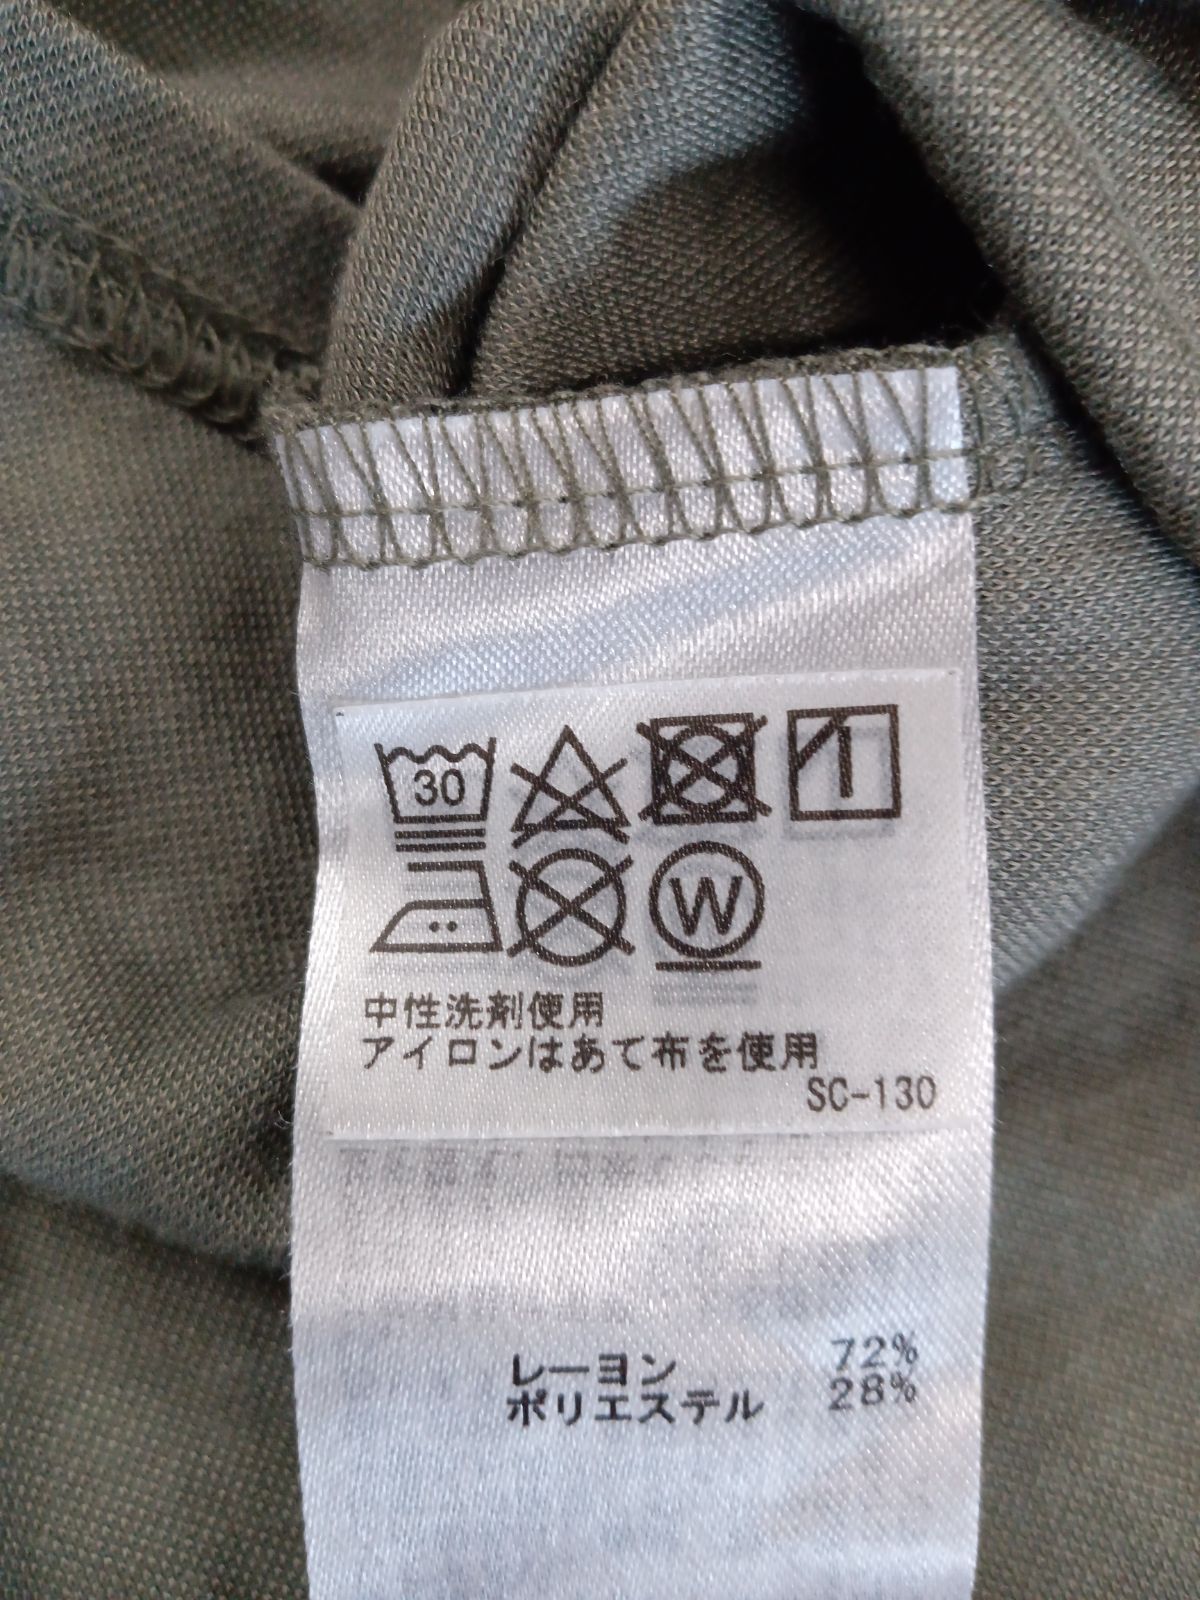 30
W
中性洗剤使用
アイロンはあて布を使用
SC-130
レーヨン 72%
ポリエステル 28%